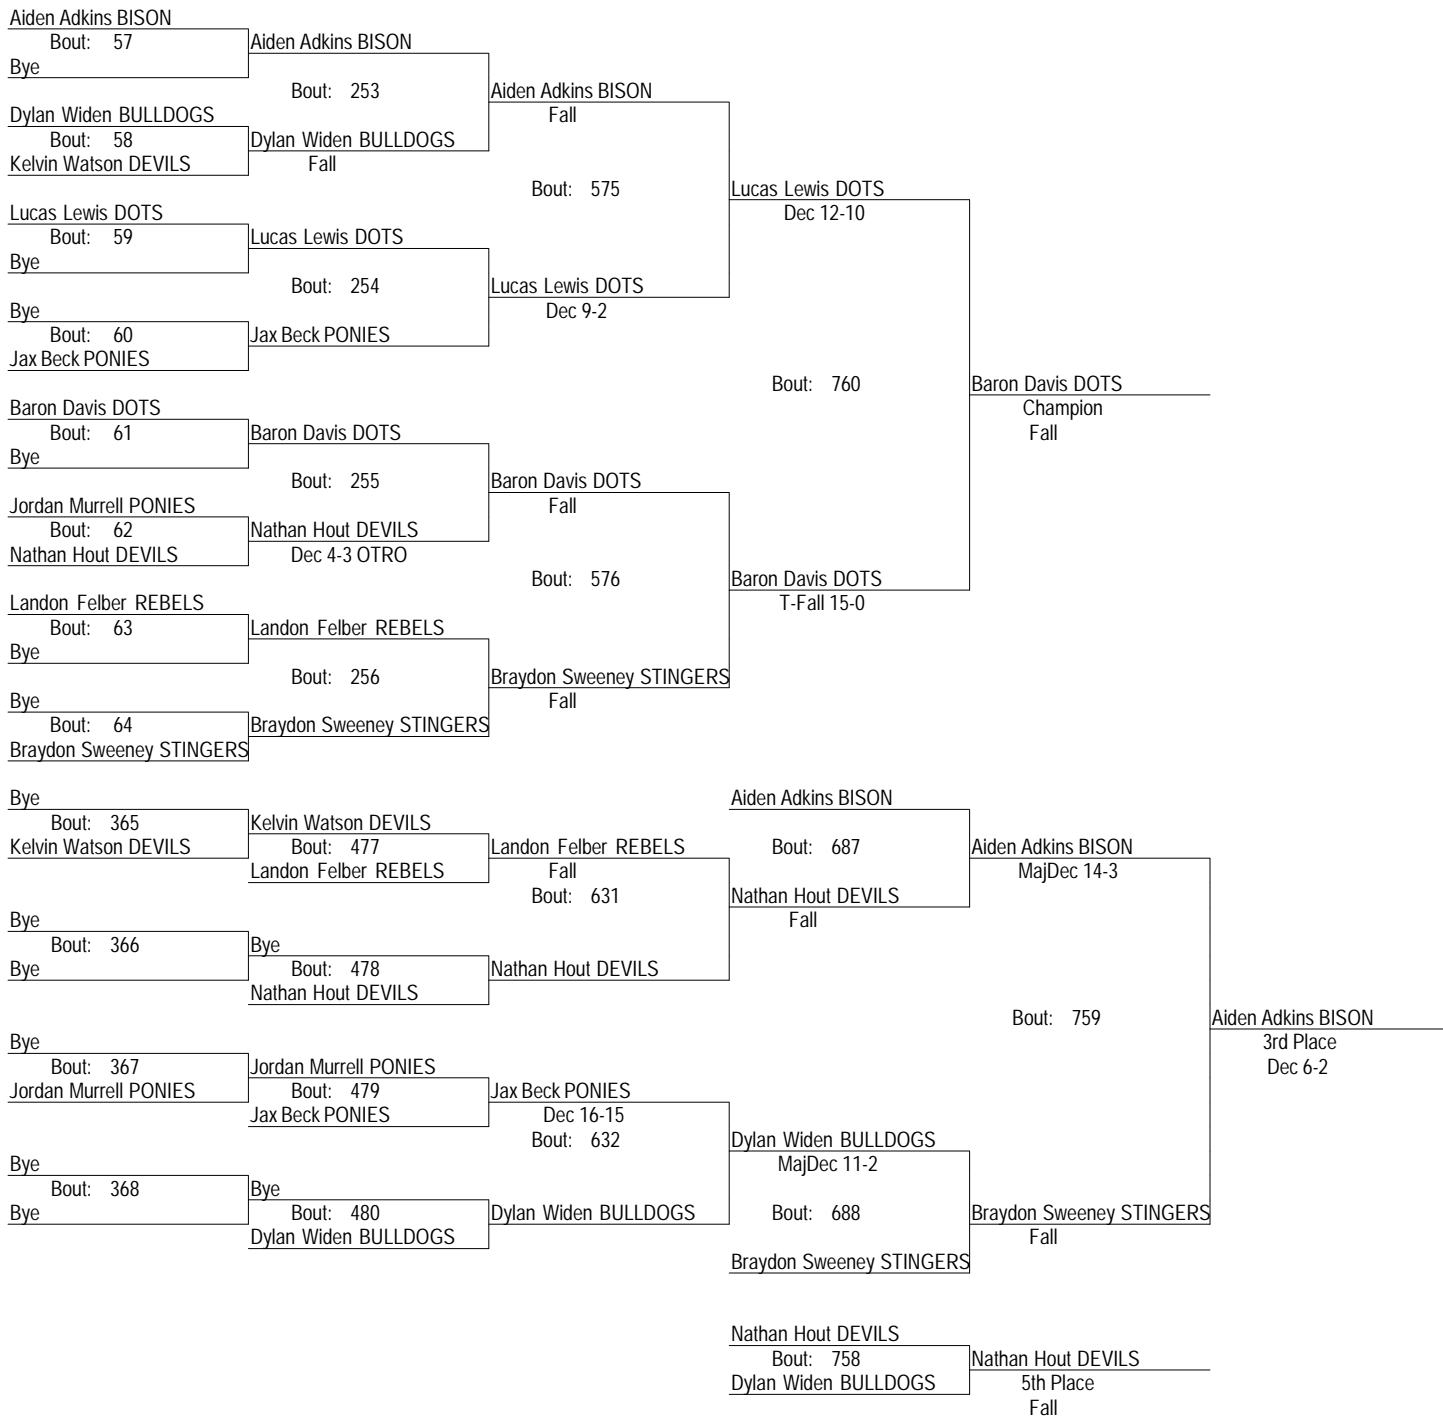 Aiden Adkins BISON
Bout: 57
Aiden Adkins BISON
Bye
Bout: 253
Aiden Adkins BISON
Dylan Widen BULLDOGS
Fall
Bout: 58
Dylan Widen BULLDOGS
Kelvin Watson DEVILS
Fall
Bout: 575
Lucas Lewis DOTS
Lucas Lewis DOTS
Dec 12-10
Bout: 59
Lucas Lewis DOTS
Bye
Bout: 254
Lucas Lewis DOTS
Bye
Dec 9-2
Bout: 60
Jax Beck PONIES
Jax Beck PONIES
Bout: 760
Baron Davis DOTS
Baron Davis DOTS
Champion
Bout: 61
Baron Davis DOTS
Fall
Bye
Bout: 255
Baron Davis DOTS
Jordan Murrell PONIES
Fall
Bout: 62
Nathan Hout DEVILS
Nathan Hout DEVILS
Dec 4-3 OTRO
Bout: 576
Baron Davis DOTS
Landon Felber REBELS
T-Fall 15-0
Bout: 63
Landon Felber REBELS
Bye
Bout: 256
Braydon Sweeney STINGERS
Bye
Fall
Bout: 64
Braydon Sweeney STINGERS
Braydon Sweeney STINGERS
Bye
Aiden Adkins BISON
Bout: 365
Kelvin Watson DEVILS
Kelvin Watson DEVILS
Bout: 477
Landon Felber REBELS
Bout: 687
Aiden Adkins BISON
Landon Felber REBELS
Fall
MajDec 14-3
Bout: 631
Nathan Hout DEVILS
Bye
Fall
Bout: 366
Bye
Bye
Bout: 478
Nathan Hout DEVILS
Nathan Hout DEVILS
Bout: 759
Aiden Adkins BISON
Bye
3rd Place
Bout: 367
Jordan Murrell PONIES
Dec 6-2
Jordan Murrell PONIES
Bout: 479
Jax Beck PONIES
Jax Beck PONIES
Dec 16-15
Bout: 632
Dylan Widen BULLDOGS
Bye
MajDec 11-2
Bout: 368
Bye
Bye
Bout: 480
Dylan Widen BULLDOGS
Bout: 688
Braydon Sweeney STINGERS
Dylan Widen BULLDOGS
Fall
Braydon Sweeney STINGERS
Nathan Hout DEVILS
Bout: 758
Nathan Hout DEVILS
Dylan Widen BULLDOGS
5th Place
Fall